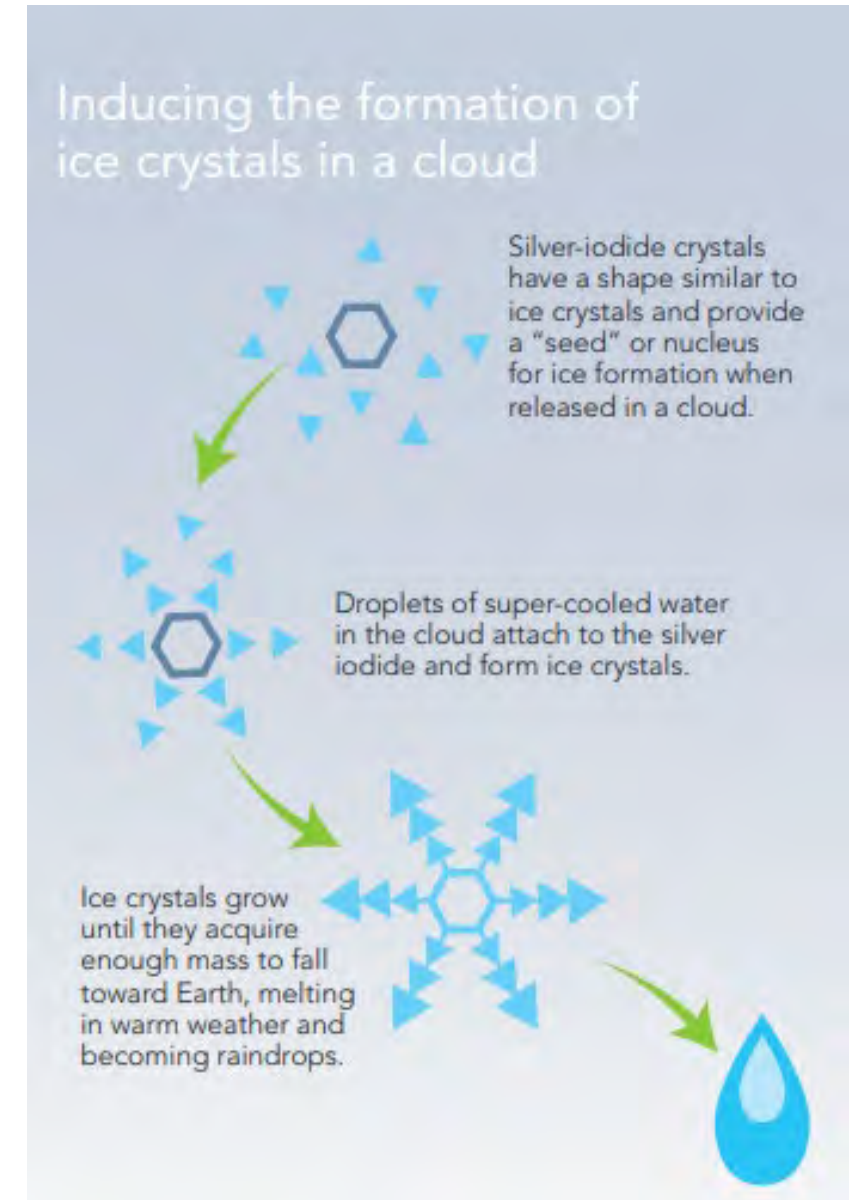 Inducing the formation of
ice crystals in a cloud
Silver-iodide crystals
have a shape similar to
ice crystals and provide
a “seed” or nucleus
for ice formation when
released in a cloud.
Droplets of super-cooled water
in the cloud attach to the silver
iodide and form ice crystals.
Ice crystals grow
until they acquire
enough mass to fall
toward Earth, melting
in warm weather and
becoming raindrops.